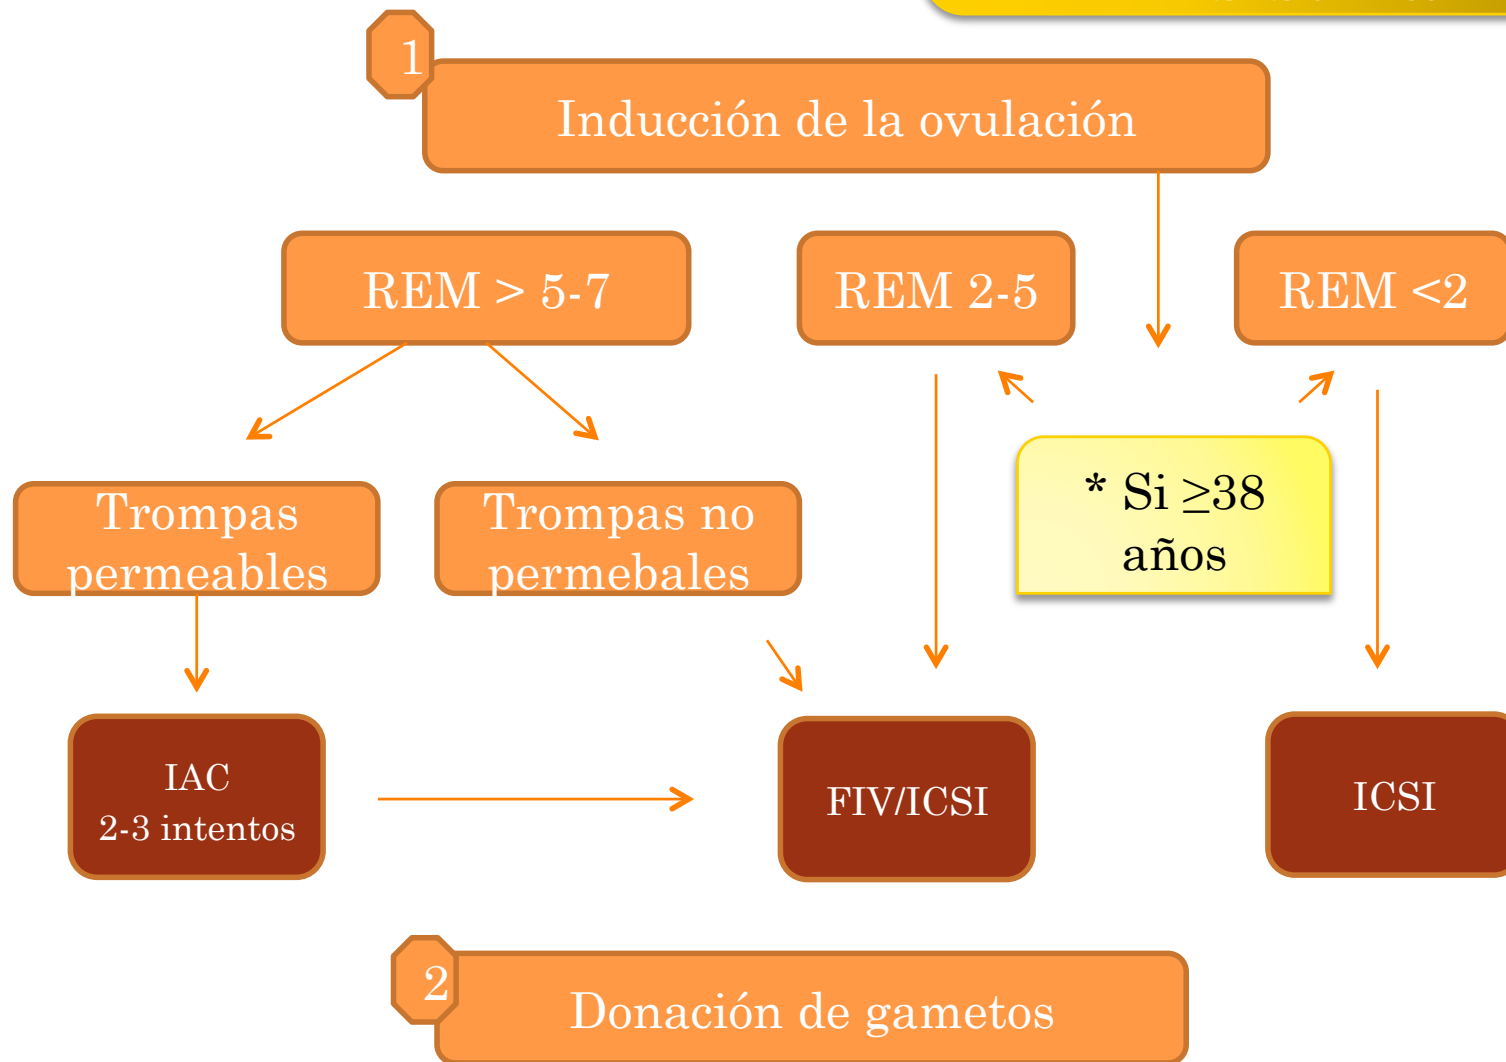 1
Inducción de la ovulación
REM > 5-7
REM 2-5
REM <2
Trompas
permeables
Trompas no
permebales
* Si ≥38
años
IAC
2-3 intentos
FIV/ICSI
ICSI
2
Donación de gametos